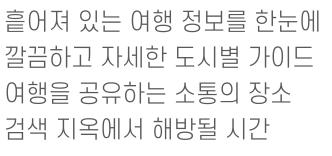 흩어져 있는 여행 정보를 한눈에
깔끔하고 자세한 도시별 가이드
여행을 공유하는 소통의 장소
검색 지옥에서 해방될 시간